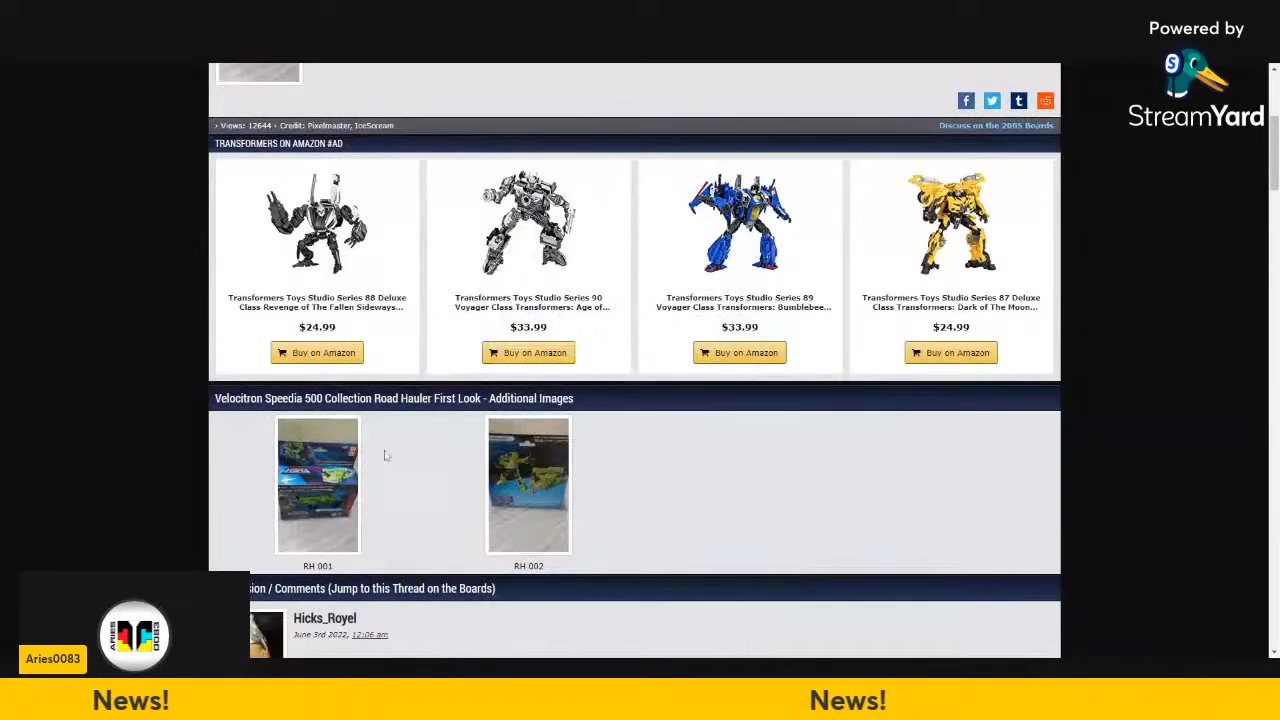 Powered by
S
StreamYard
f
t
› Views: 12644 › Credit: Pixelmaster, IceScream
Discuss on the 2005 Boards
TRANSFORMERS ON AMAZON #AD
Transformers Toys Studio Series 88 Deluxe
Class Revenge of The Fallen Sideways...
$24.99
Buy on Amazon
Transformers Toys Studio Series 90
Voyager Class Transformers: Age of...
$33.99
Buy on Amazon
Transformers Toys Studio Series 89
Voyager Class Transformers: Bumblebee...
$33.99
Buy on Amazon
Transformers Toys Studio Series 87 Deluxe
Class Transformers: Dark of The Moon...
$24.99
Buy on Amazon
Velocitron Speedia 500 Collection Road Hauler First Look - Additional Images
RH 001
RH 002
sion / Comments (Jump to this Thread on the Boards)
Hicks_Royel
June 3rd 2022, 12:06 am
ARIES
0083
Aries0083
News!
News!